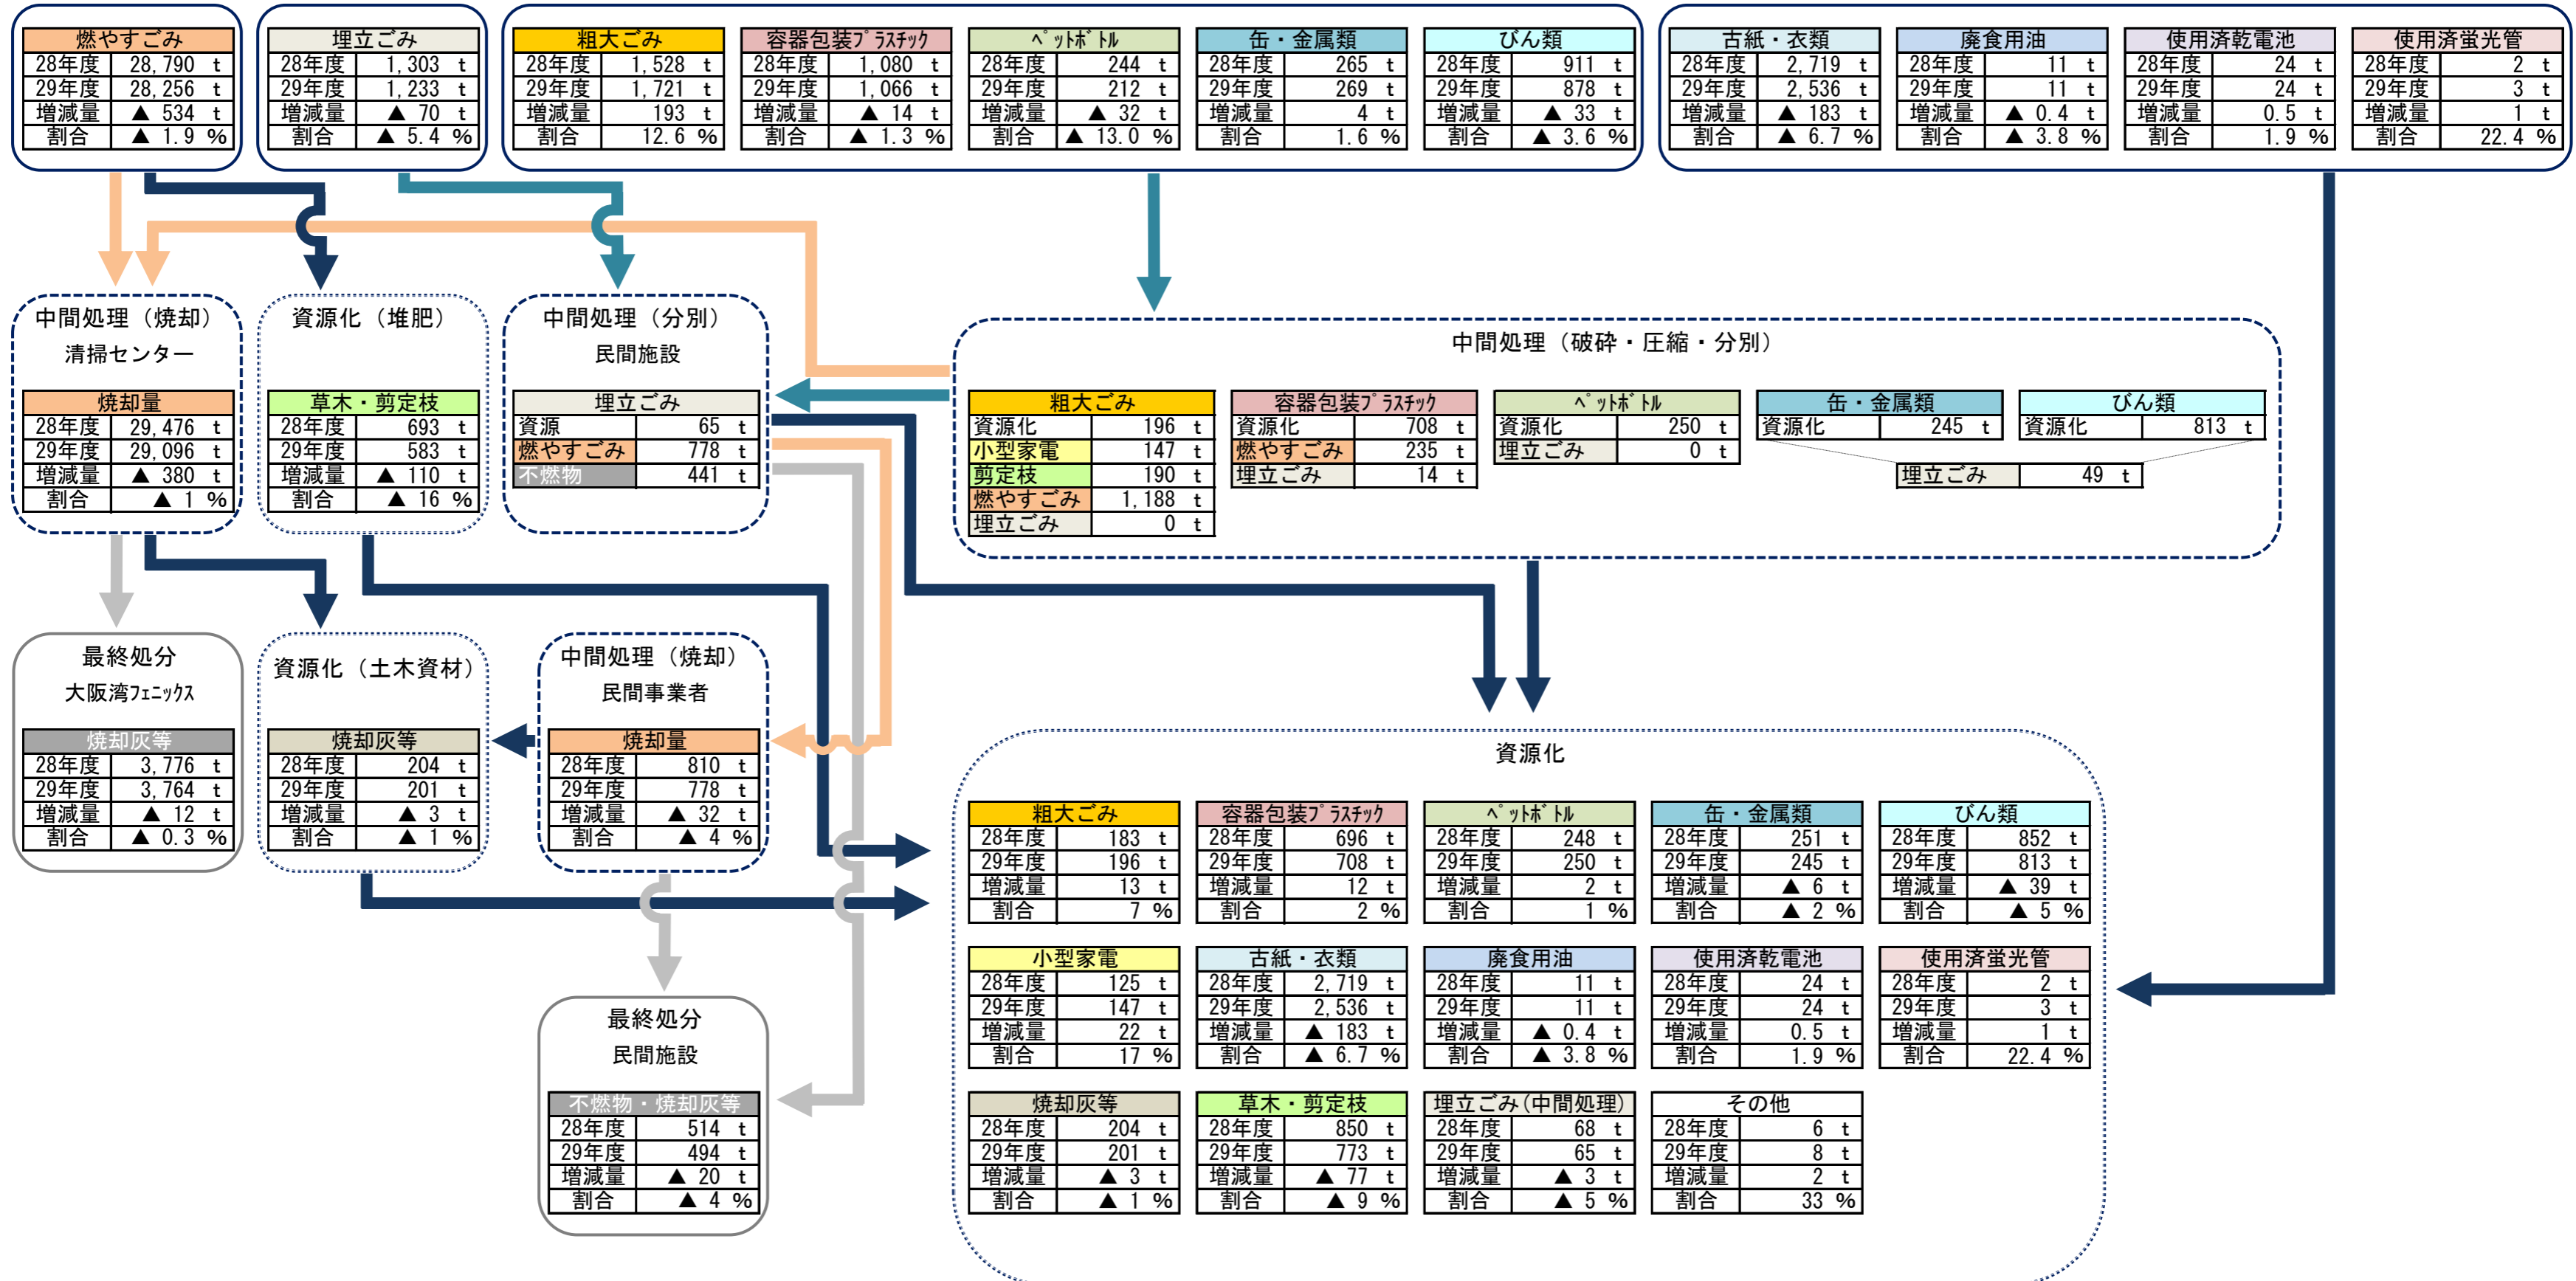 燃やすごみ
28年度 28,790 t
29年度 28,256 t
増減量 ▲ 534 t
割合 ▲ 1.9 %
埋立ごみ
28年度 1,303 t
29年度 1,233 t
増減量 ▲ 70 t
割合 ▲ 5.4 %
粗大ごみ
28年度 1,528 t
29年度 1,721 t
増減量 193 t
割合 12.6 %
容器包装ﾌﾟﾗｽﾁｯｸ
28年度 1,080 t
29年度 1,066 t
増減量 ▲ 14 t
割合 ▲ 1.3 %
ﾍﾟｯﾄﾎﾞﾄﾙ
28年度 244 t
29年度 212 t
増減量 ▲ 32 t
割合 ▲ 13.0 %
缶・金属類
28年度 265 t
29年度 269 t
増減量 4 t
割合 1.6 %
びん類
28年度 911 t
29年度 878 t
増減量 ▲ 33 t
割合 ▲ 3.6 %
古紙・衣類
28年度 2,719 t
29年度 2,536 t
増減量 ▲ 183 t
割合 ▲ 6.7 %
廃食用油
28年度 11 t
29年度 11 t
増減量 ▲ 0.4 t
割合 ▲ 3.8 %
使用済乾電池
28年度 24 t
29年度 24 t
増減量 0.5 t
割合 1.9 %
使用済蛍光管
28年度 2 t
29年度 3 t
増減量 1 t
割合 22.4 %
中間処理（焼却）
清掃センター
焼却量
28年度 29,476 t
29年度 29,096 t
増減量 ▲ 380 t
割合 ▲ 1 %
資源化（堆肥）
草木・剪定枝
28年度 693 t
29年度 583 t
増減量 ▲ 110 t
割合 ▲ 16 %
中間処理（分別）
民間施設
埋立ごみ
資源 65 t
燃やすごみ 778 t
不燃物 441 t
中間処理（破砕・圧縮・分別）
粗大ごみ
資源化 196 t
小型家電 147 t
剪定枝 190 t
燃やすごみ 1,188 t
埋立ごみ 0 t
容器包装ﾌﾟﾗｽﾁｯｸ
資源化 708 t
燃やすごみ 235 t
埋立ごみ 14 t
ﾍﾟｯﾄﾎﾞﾄﾙ
資源化 250 t
埋立ごみ 0 t
缶・金属類
資源化 245 t
びん類
資源化 813 t
埋立ごみ 49 t
最終処分
大阪湾ﾌｪﾆｯｸｽ
焼却灰等
28年度 3,776 t
29年度 3,764 t
増減量 ▲ 12 t
割合 ▲ 0.3 %
資源化（土木資材）
焼却灰等
28年度 204 t
29年度 201 t
増減量 ▲ 3 t
割合 ▲ 1 %
中間処理（焼却）
民間事業者
焼却量
28年度 810 t
29年度 778 t
増減量 ▲ 32 t
割合 ▲ 4 %
最終処分
民間施設
不燃物・焼却灰等
28年度 514 t
29年度 494 t
増減量 ▲ 20 t
割合 ▲ 4 %
資源化
粗大ごみ
28年度 183 t
29年度 196 t
増減量 13 t
割合 7 %
容器包装ﾌﾟﾗｽﾁｯｸ
28年度 696 t
29年度 708 t
増減量 12 t
割合 2 %
ﾍﾟｯﾄﾎﾞﾄﾙ
28年度 248 t
29年度 250 t
増減量 2 t
割合 1 %
缶・金属類
28年度 251 t
29年度 245 t
増減量 ▲ 6 t
割合 ▲ 2 %
びん類
28年度 852 t
29年度 813 t
増減量 ▲ 39 t
割合 ▲ 5 %
小型家電
28年度 125 t
29年度 147 t
増減量 22 t
割合 17 %
古紙・衣類
28年度 2,719 t
29年度 2,536 t
増減量 ▲ 183 t
割合 ▲ 6.7 %
廃食用油
28年度 11 t
29年度 11 t
増減量 ▲ 0.4 t
割合 ▲ 3.8 %
使用済乾電池
28年度 24 t
29年度 24 t
増減量 0.5 t
割合 1.9 %
使用済蛍光管
28年度 2 t
29年度 3 t
増減量 1 t
割合 22.4 %
焼却灰等
28年度 204 t
29年度 201 t
増減量 ▲ 3 t
割合 ▲ 1 %
草木・剪定枝
28年度 850 t
29年度 773 t
増減量 ▲ 77 t
割合 ▲ 9 %
埋立ごみ(中間処理)
28年度 68 t
29年度 65 t
増減量 ▲ 3 t
割合 ▲ 5 %
その他
28年度 6 t
29年度 8 t
増減量 2 t
割合 33 %